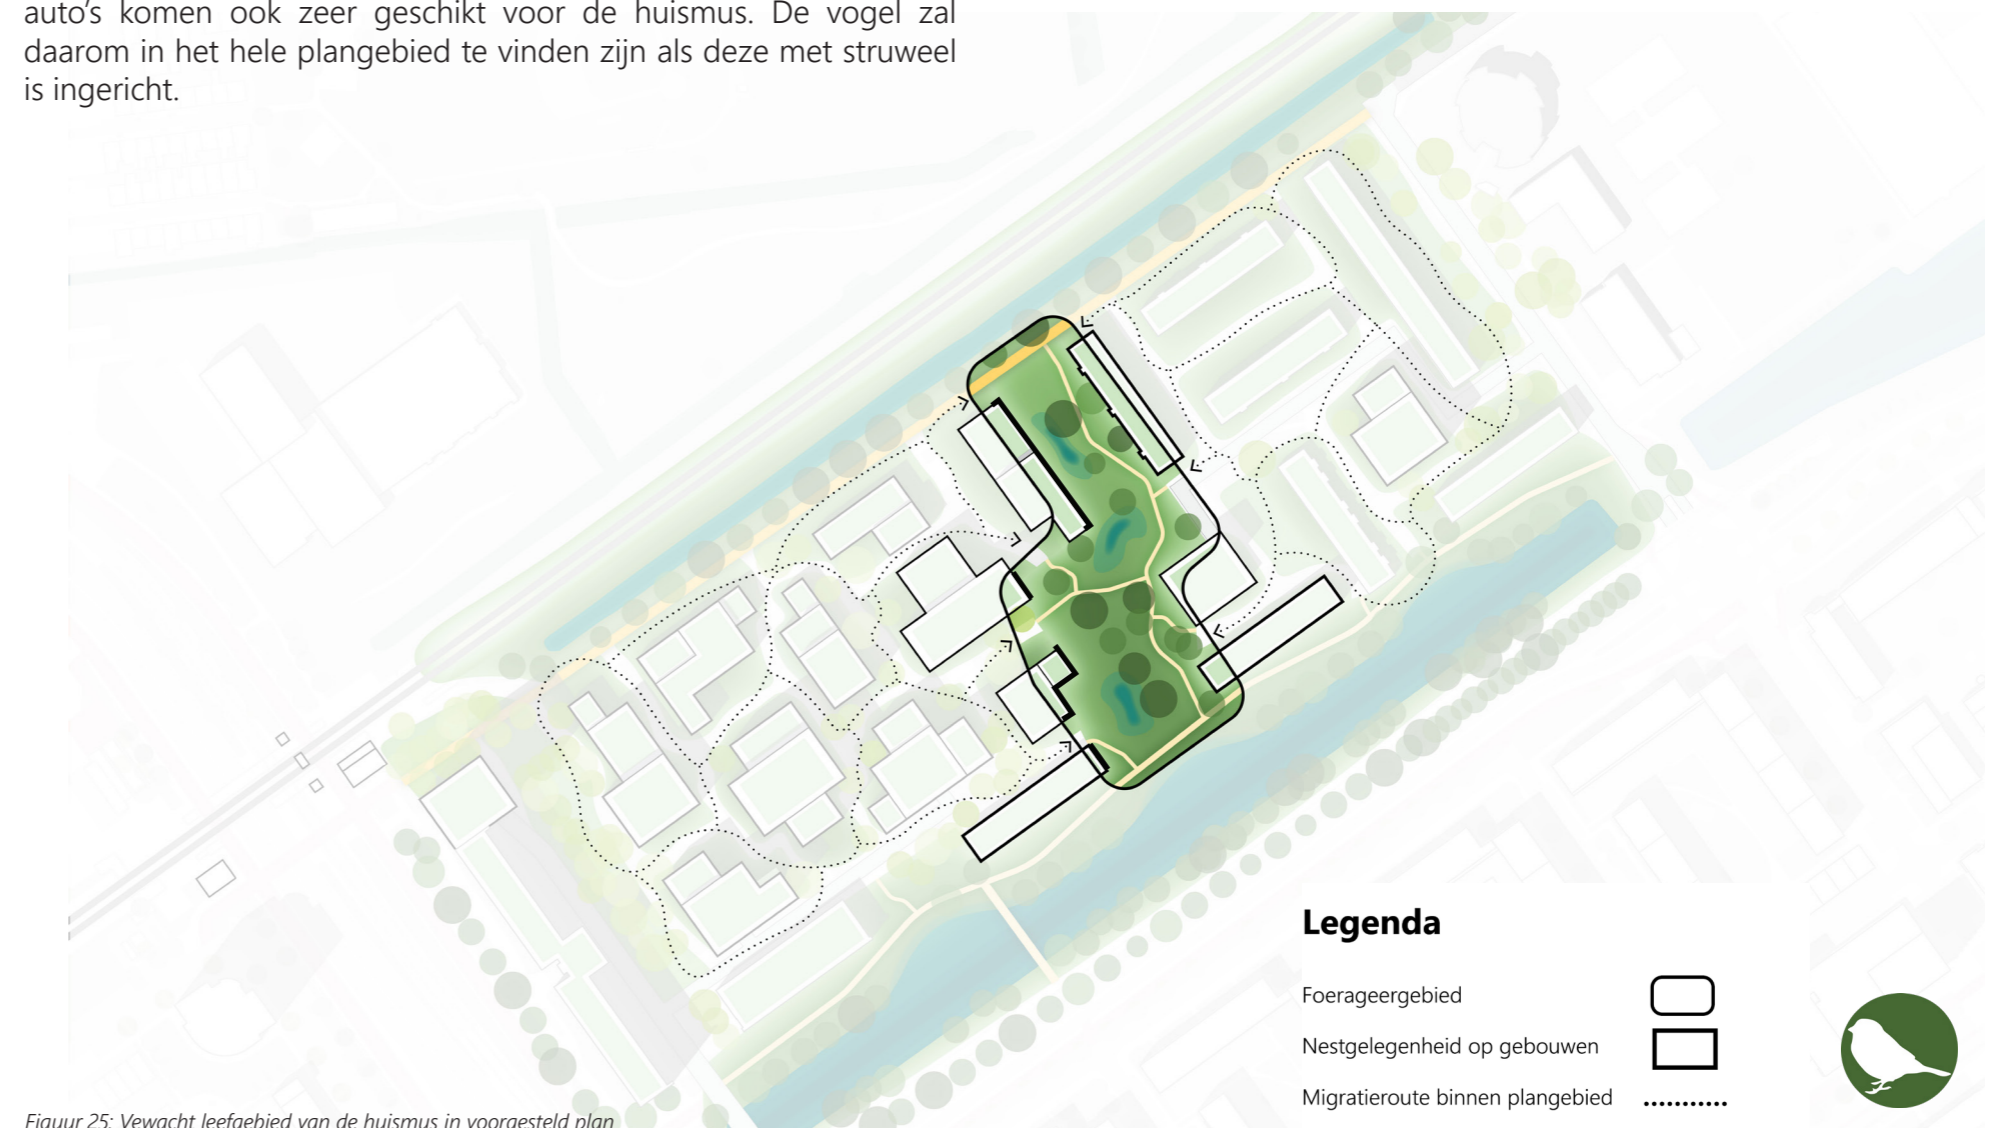 auto’s komen ook zeer geschikt voor de huismus. De vogel zal
daarom in het hele plangebied te vinden zijn als deze met struweel
is ingericht.
Legenda
Foerageergebied
Nestgelegenheid op gebouwen
Migratieroute binnen plangebied
Figuur 25: Vewacht leefgebied van de huismus in voorgesteld plan